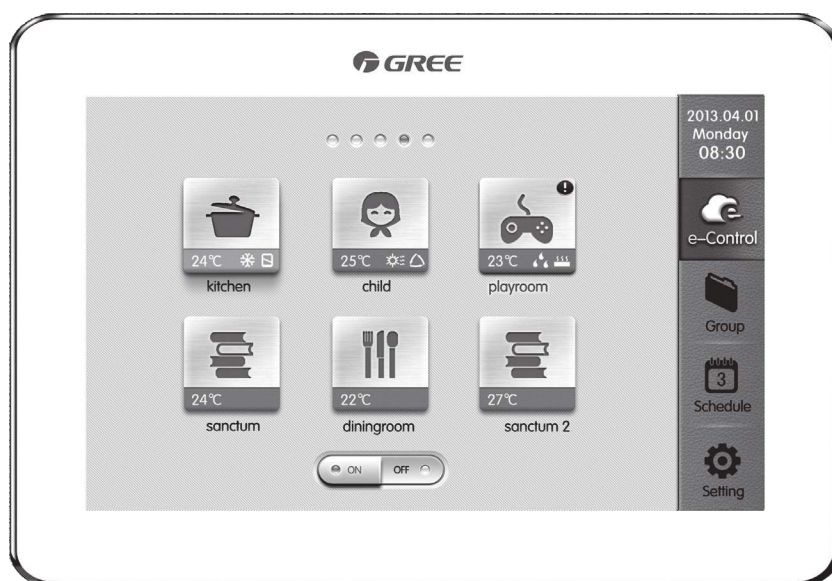 GREE
2013.04.01
Monday
08:30
e-Control
Group
3
Schedule
Setting
24℃
kitchen
25℃
child
23℃
playroom
24℃
sanctum
22℃
diningroom
27℃
sanctum 2
ON OFF